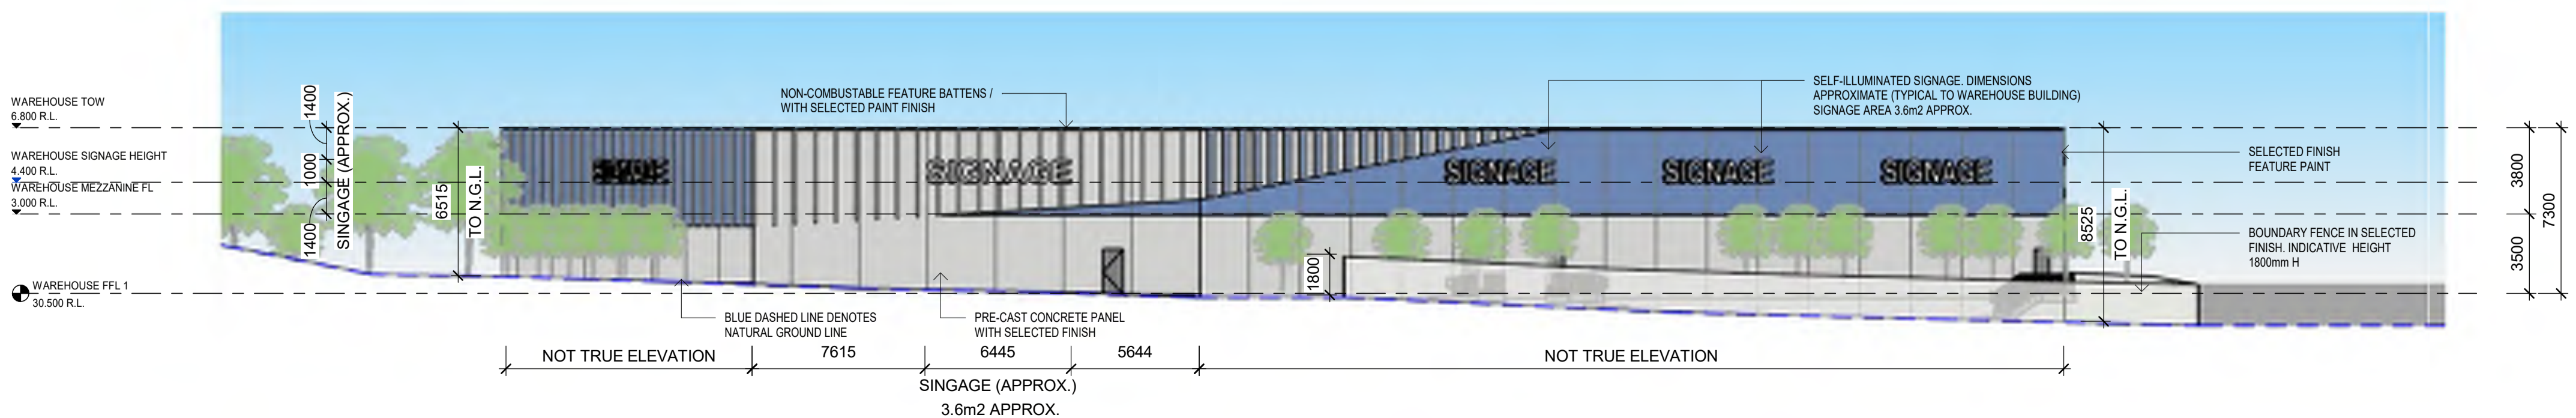 NON-COMBUSTABLE FEATURE BATTENS /
WITH SELECTED PAINT FINISH
SELF-ILLUMINATED SIGNAGE. DIMENSIONS
APPROXIMATE (TYPICAL TO WAREHOUSE BUILDING)
SIGNAGE AREA 3.6m2 APPROX.
WAREHOUSE TOW
6.800 R.L.
WAREHOUSE SIGNAGE HEIGHT
4.400 R.L.
WAREHOUSE MEZZANINE FL
3.000 R.L.
WAREHOUSE FFL 1
30.500 R.L.
1400
1000
1400
SINGAGE (APPROX.)
6515
TO N.G.L.
SIGNAGE
SIGNAGE
SIGNAGE
SIGNAGE
1800
8525
TO N.G.L.
SELECTED FINISH
FEATURE PAINT
BOUNDARY FENCE IN SELECTED
FINISH. INDICATIVE HEIGHT
1800mm H
3800
3500
7300
BLUE DASHED LINE DENOTES
NATURAL GROUND LINE
PRE-CAST CONCRETE PANEL
WITH SELECTED FINISH
NOT TRUE ELEVATION
7615
6445
5644
NOT TRUE ELEVATION
SINGAGE (APPROX.)
3.6m2 APPROX.